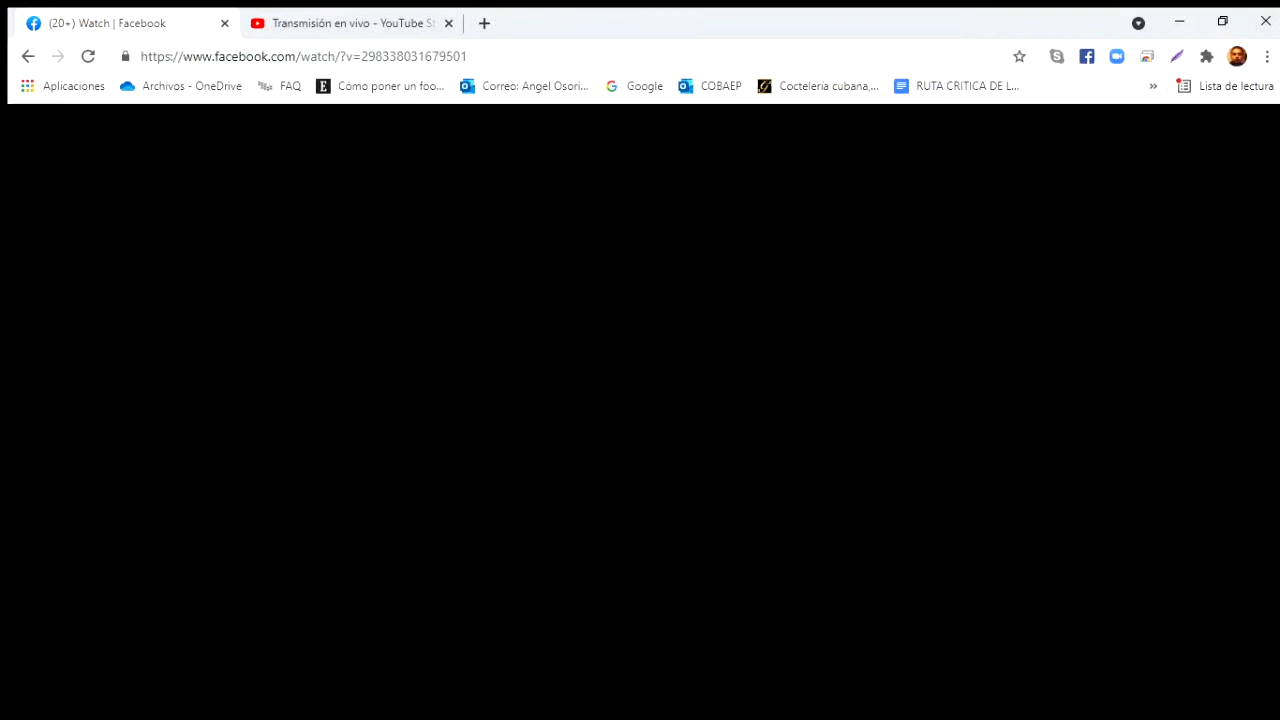 (20+) Watch | Facebook
Transmisión en vivo - YouTube St
https://www.facebook.com/watch/?v=298338031679501
Aplicaciones
Archivos - OneDrive
FAQ
Cómo poner un foo...
Correo: Angel Osori...
Google
COBAEP
Coctelería cubana,...
RUTA CRITICA DE L...
»
Lista de lectura